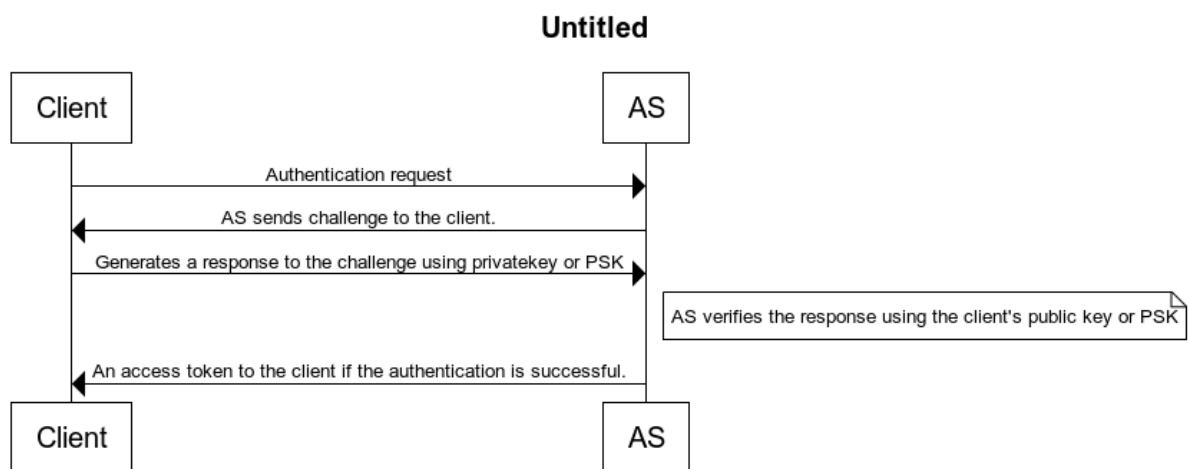 Untitled
Client
AS
Authentication request
AS sends challenge to the client.
Generates a response to the challenge using privatekey or PSK
AS verifies the response using the client's public key or PSK
An access token to the client if the authentication is successful.
Client
AS